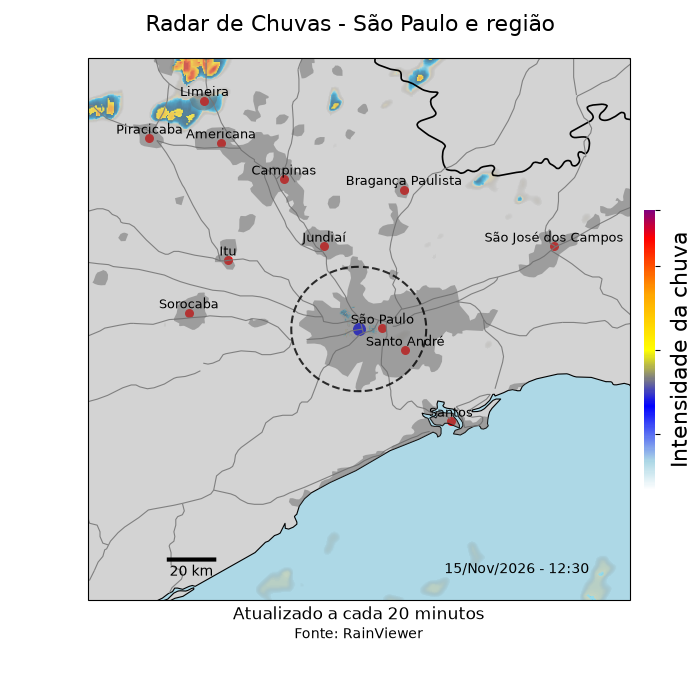 Radar de Chuvas - São Paulo e região
Limeira
Piracicaba
Americana
Campinas
Bragança Paulista
Jundiaí
São José dos Campos
Itu
Sorocaba
São Paulo
Santo André
Santos
20 km
15/Nov/2026 - 12:30
Intensidade da chuva
Atualizado a cada 20 minutos
Fonte: RainViewer